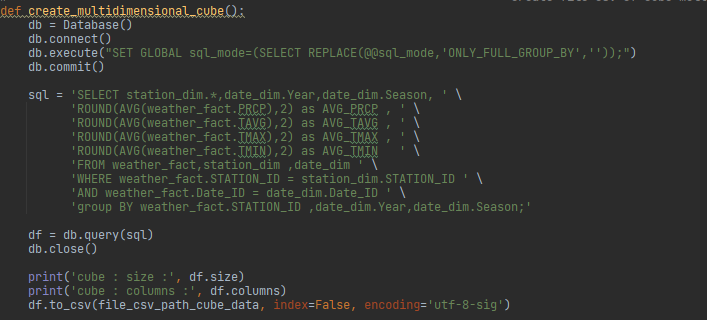 def create_multidimensional_cube():
    db = Database()
    db.connect()
    db.execute("SET GLOBAL sql_mode=(SELECT REPLACE(@@sql_mode,'ONLY_FULL_GROUP_BY',''));")
    db.commit()
    sql = 'SELECT station_dim.*,date_dim.Year,date_dim.Season, ' \
          'ROUND(AVG(weather_fact.PRCP),2) as AVG_PRCP , ' \
          'ROUND(AVG(weather_fact.TAVG),2) as AVG_TAVG , ' \
          'ROUND(AVG(weather_fact.TMAX),2) as AVG_TMAX , ' \
          'ROUND(AVG(weather_fact.TMIN),2) as AVG_TMIN   ' \
          'FROM weather_fact,station_dim ,date_dim ' \
          'WHERE weather_fact.STATION_ID = station_dim.STATION_ID ' \
          'AND weather_fact.Date_ID = date_dim.Date_ID ' \
          'group BY weather_fact.STATION_ID ,date_dim.Year,date_dim.Season;'
    df = db.query(sql)
    db.close()
    print('cube : size :', df.size)
    print('cube : columns :', df.columns)
    df.to_csv(file_csv_path_cube_data, index=False, encoding='utf-8-sig')